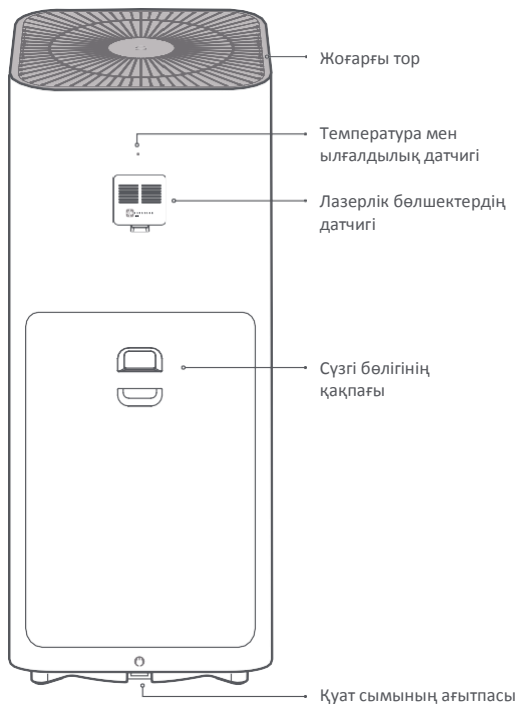 Жоғарғы тор
Температура мен
ылғалдылық датчигі
Лазерлік бөлшектердің
датчигі
Сүзгі бөлігінің
қақпағы
Қуат сымының ағытпасы